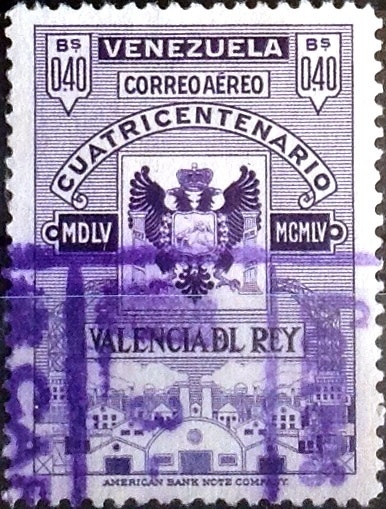 BS VENEZUELA BS
0.40 CORREO AÉREO 0.40
CUATRICENTENARIO
MDLV MCMLV
VALENCIA DL REY
AMERICAN BANK NOTE COMPANY.